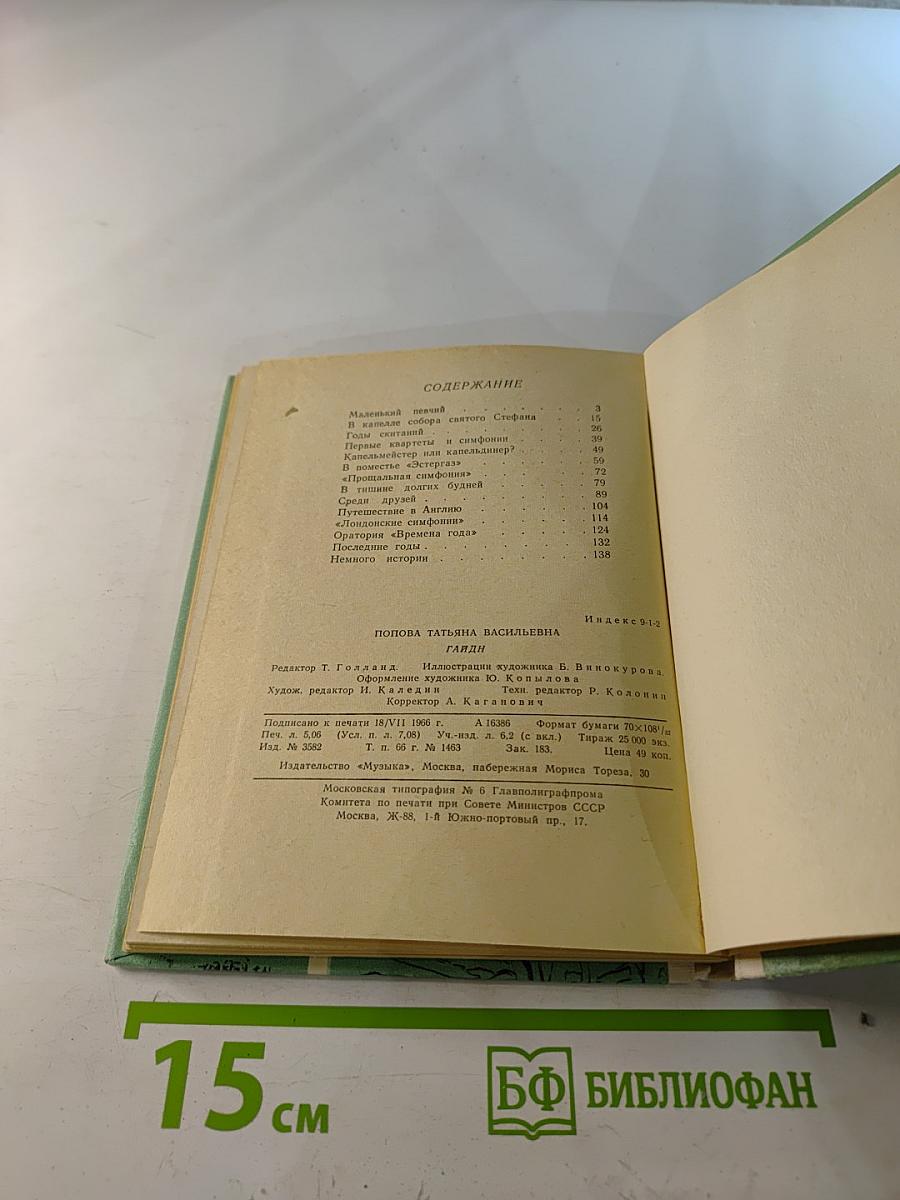 СОДЕРЖАНИЕ
Маленький певчий . . . . . . . 3
В капелле собора святого Стефана . . 15
Годы скитаний . . . . . . . . 26
Первые квартеты и симфонии . . . . 39
Капельмейстер или капельдинер? . . . . 49
В поместье «Эстергаз» . . . . . . 59
«Прощальная симфония» . . . . . . 72
В тишине долгих будней . . . . . 79
Среди друзей . . . . . . . . . 89
Путешествие в Англию . . . . . . 104
«Лондонские симфонии» . . . . . . 114
Оратория «Времена года» . . . . . 124
Последние годы . . . . . . . . 132
Немного истории . . . . . . . . 138
Индекс 9-1-2
ПОПОВА ТАТЬЯНА ВАСИЛЬЕВНА
ГАЙДН
Редактор Т. Голланд. Иллюстрации художника Б. Винокурова.
Оформление художника Ю. Копылова
Худож. редактор И. Каледин Техн. редактор Р. Колонин
Корректор А. Каганович
Подписано к печати 18/VII 1966 г. А 16386 Формат бумаги 70×108¹/₃₂
Печ. л. 5,06 (Усл. п. л. 7,08) Уч.-изд. л. 6,2 (с вкл.) Тираж 25 000 экз.
Изд. № 3582 Т. п. 66 г. № 1463 Зак. 183. Цена 49 коп.
Издательство «Музыка», Москва, набережная Мориса Тореза, 30
Московская типография № 6 Главполиграфпрома
Комитета по печати при Совете Министров СССР
Москва, Ж-88, 1-й Южно-портовый пр., 17.
15 см
БФ БИБЛИОФАН